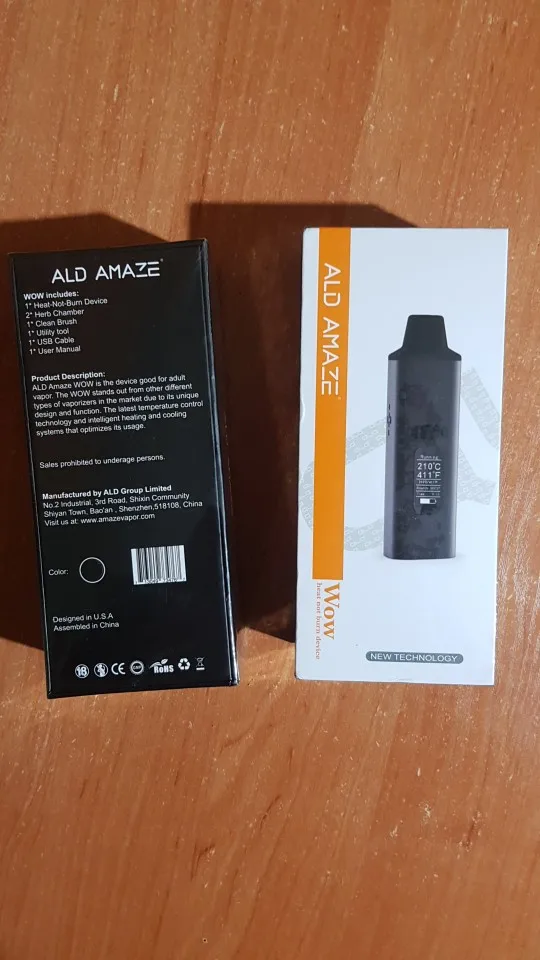 ALD AMAZE®
WOW includes:
1* Heat-Not-Burn Device
2* Herb Chamber
1* Clean Brush
1* Utility tool
1* USB Cable
1* User Manual
Product Description:
ALD Amaze WOW is the device good for adult
vapor. The WOW stands out from other different
types of vaporizers in the market due to its unique
design and function. The latest temperature control
technology and intelligent heating and cooling
systems that optimizes its usage.
Sales prohibited to underage persons.
Manufactured by ALD Group Limited
No.2 Industrial, 3rd Road, Shixin Community
Shiyan Town, Bao'an , Shenzhen,518108, China
Visit us at: www.amazevapor.com
Color:
Designed in U.S.A
Assembled in China
18 CE RoHS
ALD AMAZE®
210°C
411°F
Wow
heat not burn device
NEW TECHNOLOGY